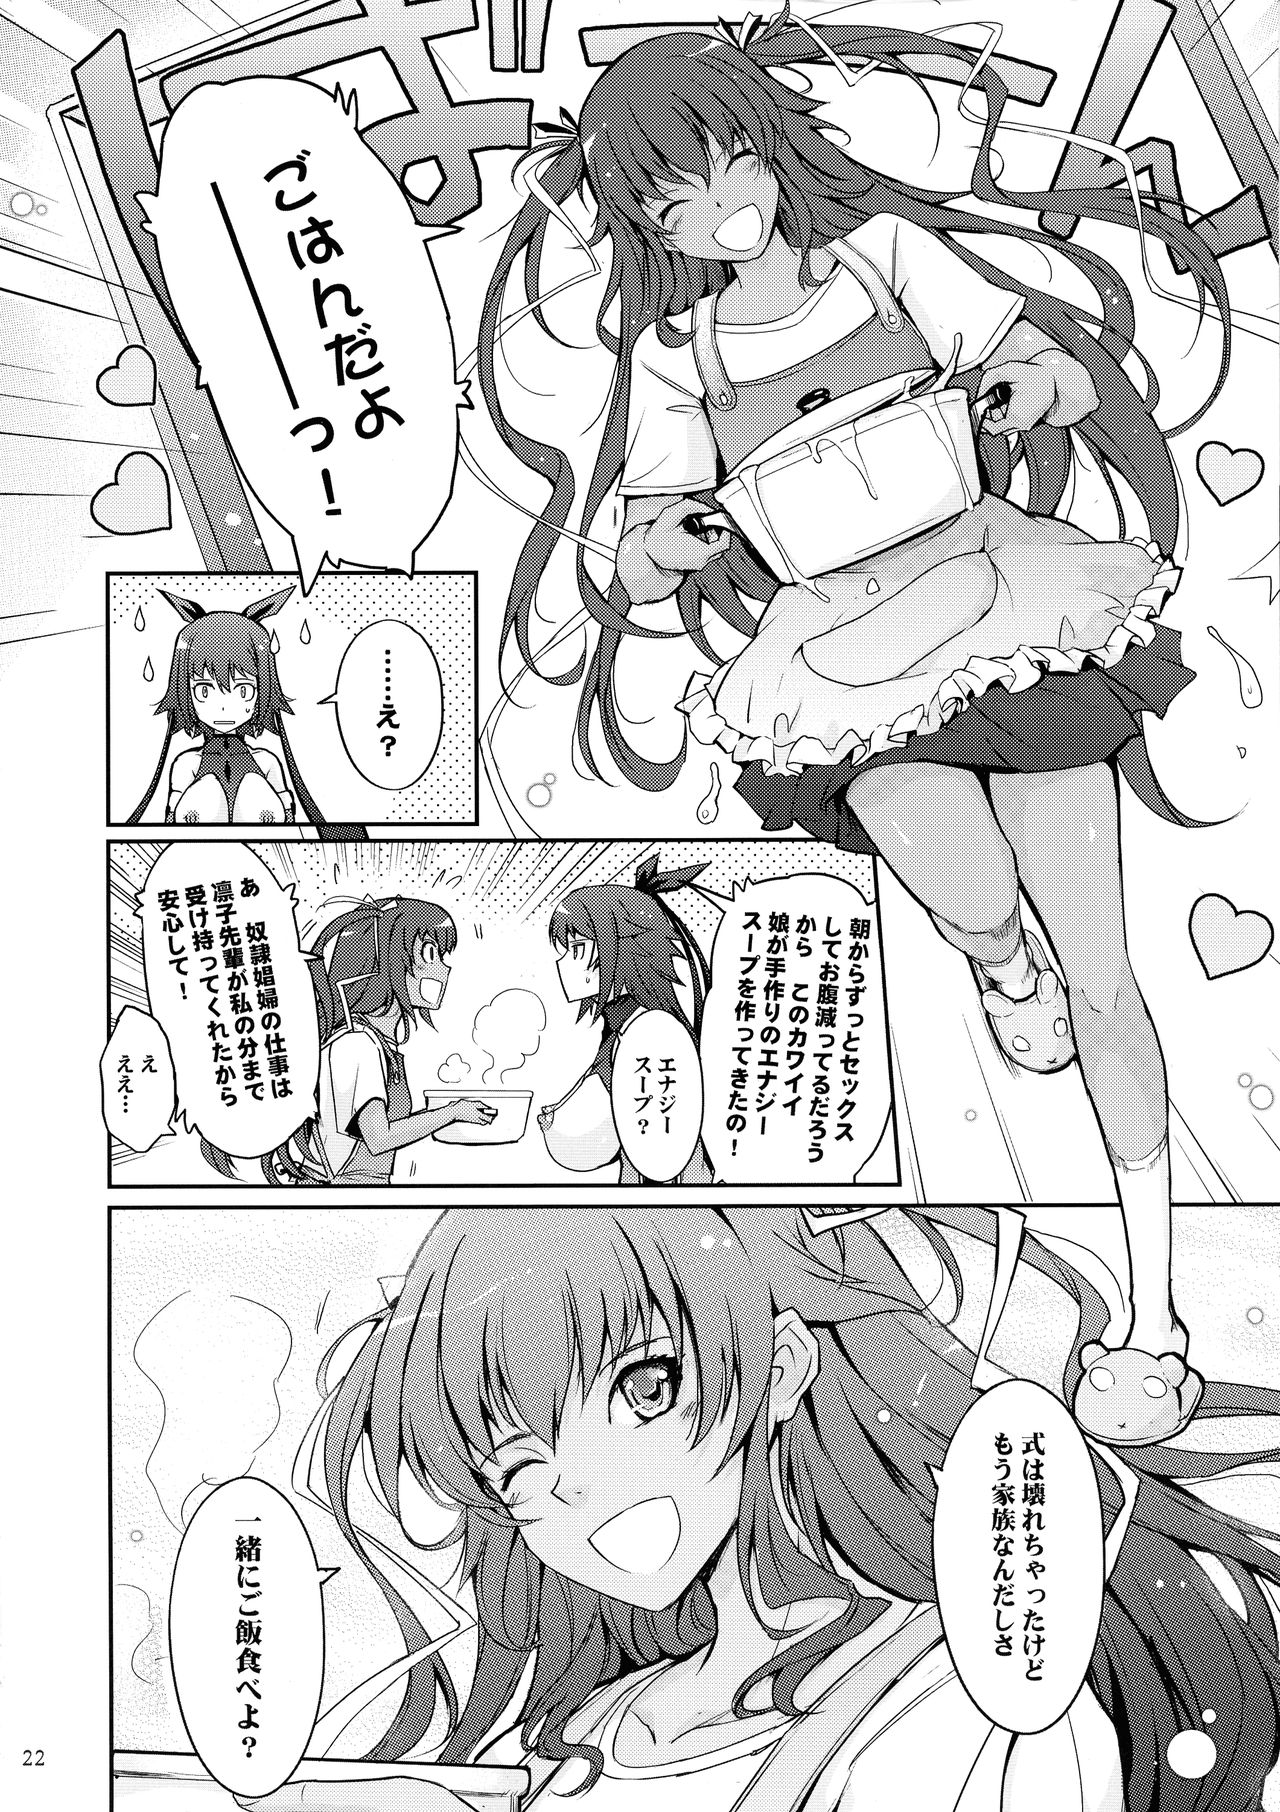 ばーん
ごはんだよ
――っ！
……え？
朝からずっとセックス
してお腹減ってるだろう
から　このカワイイ
娘が手作りのエナジー
スープを作ってきたの！
エナジー
スープ？
あ　奴隷娼婦の仕事は
凛子先輩が私の分まで
受け持ってくれたから
安心して！
え
ええ…
式は壊れちゃったけど
もう家族なんだしさ
一緒にご飯食べよ？
22